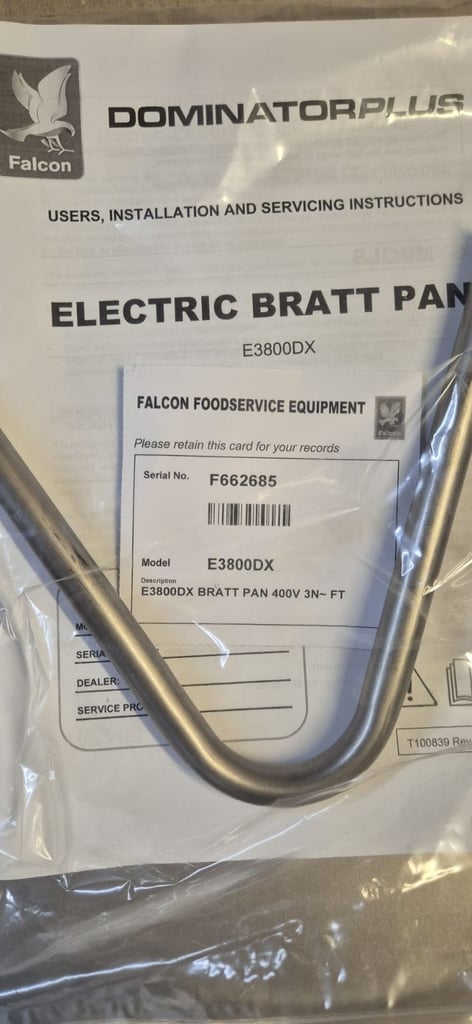 Falcon
DOMINATORPLUS
USERS, INSTALLATION AND SERVICING INSTRUCTIONS
ELECTRIC BRATT PAN
E3800DX
FALCON FOODSERVICE EQUIPMENT
Falcon
Please retain this card for your records
Serial No. F662685
Model E3800DX
Description
E3800DX BRATT PAN 400V 3N~ FT
SERIA
DEALER:
SERVICE PRO
T100839 Rev